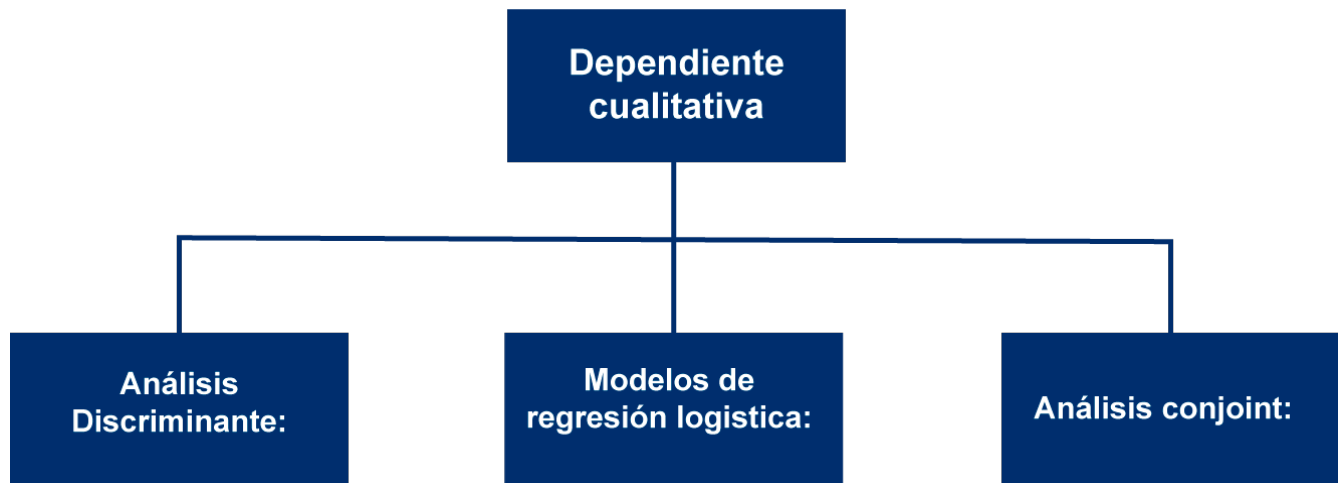 Dependiente
cualitativa
Análisis
Discriminante:
Modelos de
regresión logistica:
Análisis conjoint: